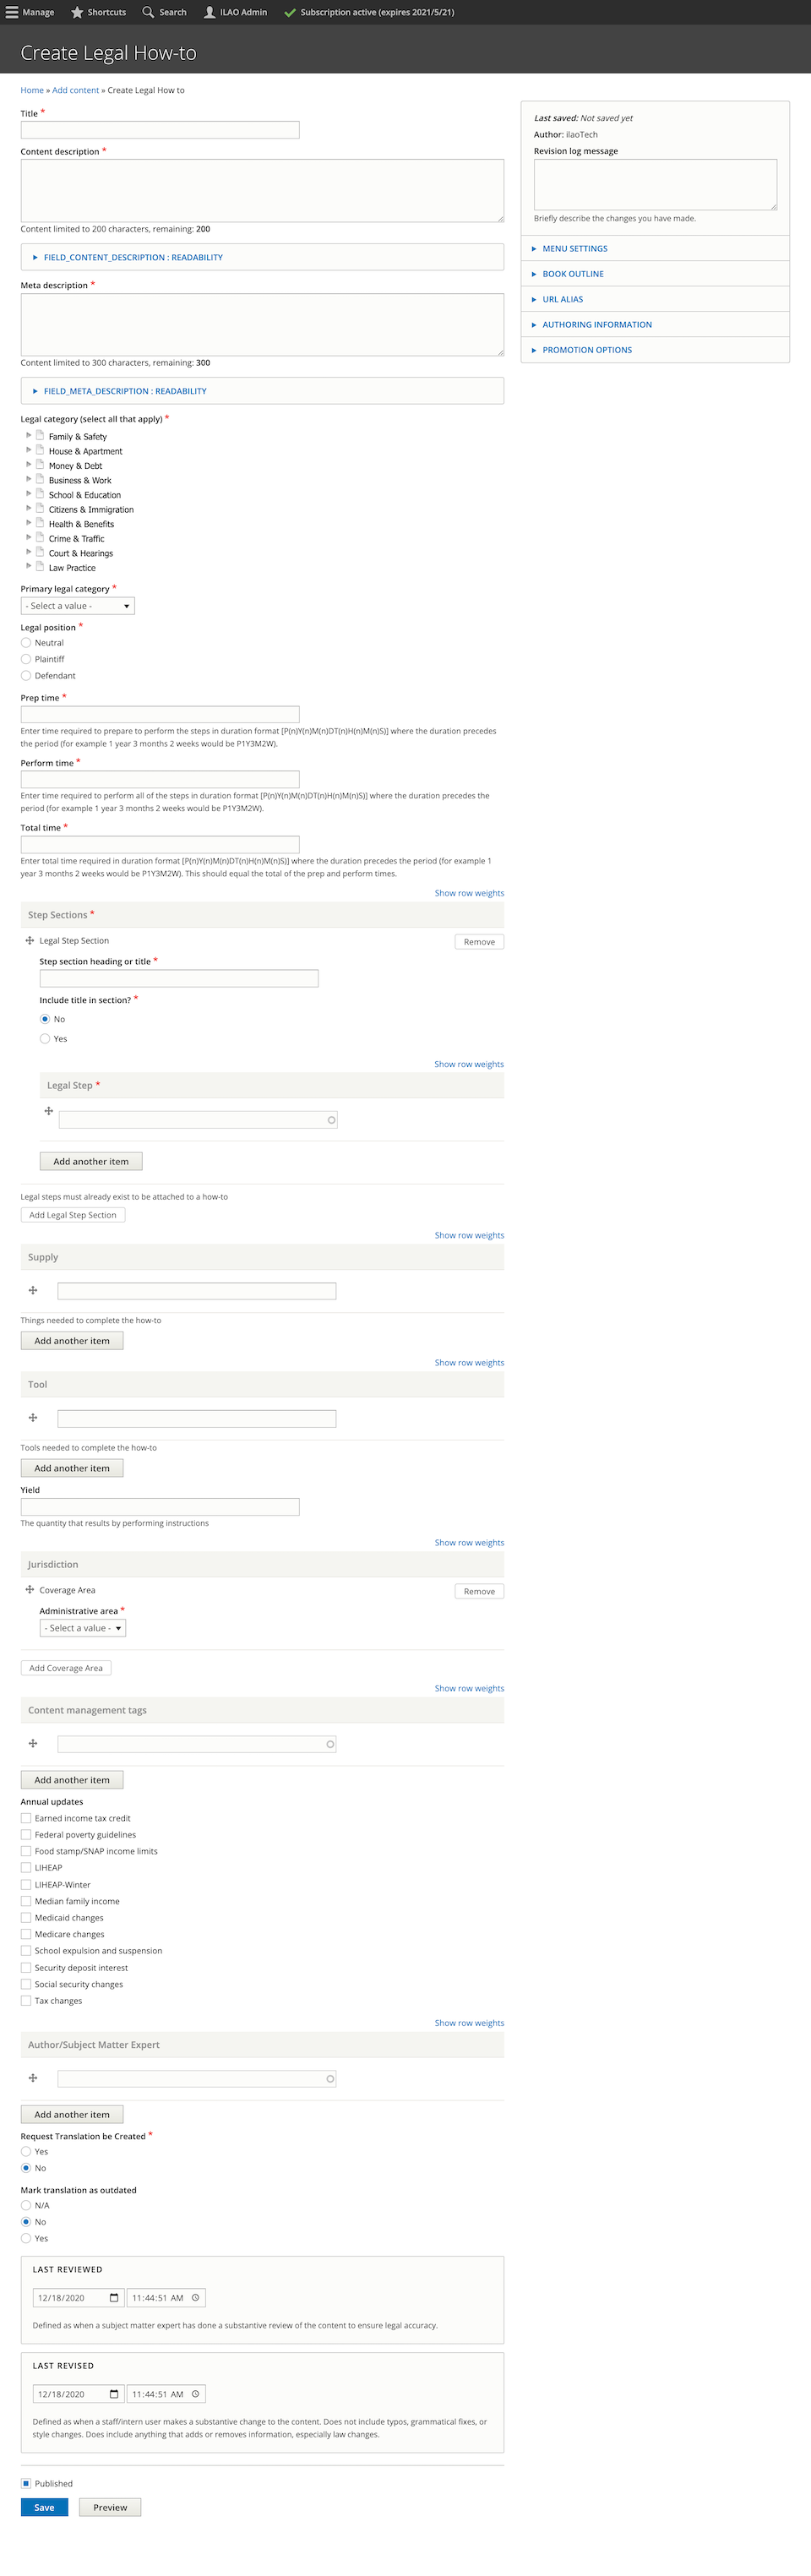 Manage Shortcuts Search ILAO Admin Subscription active (expires 2021/5/21)
Create Legal How-to
Home » Add content » Create Legal How to
Title *
Content description *
Content limited to 200 characters, remaining: 200
FIELD_CONTENT_DESCRIPTION : READABILITY
Meta description *
Content limited to 300 characters, remaining: 300
FIELD_META_DESCRIPTION : READABILITY
Legal category (select all that apply) *
Family & Safety
House & Apartment
Money & Debt
Business & Work
School & Education
Citizens & Immigration
Health & Benefits
Crime & Traffic
Court & Hearings
Law Practice
Primary legal category *
- Select a value -
Legal position *
Neutral
Plaintiff
Defendant
Prep time *
Enter time required to prepare to perform the steps in duration format [P(n)Y(n)M(n)DT(n)H(n)M(n)S)] where the duration precedes
the period (for example 1 year 3 months 2 weeks would be P1Y3M2W).
Perform time *
Enter time required to perform all of the steps in duration format [P(n)Y(n)M(n)DT(n)H(n)M(n)S)] where the duration precedes the
period (for example 1 year 3 months 2 weeks would be P1Y3M2W).
Total time *
Enter total time required in duration format [P(n)Y(n)M(n)DT(n)H(n)M(n)S)] where the duration precedes the period (for example 1
year 3 months 2 weeks would be P1Y3M2W). This should equal the total of the prep and perform times.
Show row weights
Step Sections *
Legal Step Section
Remove
Step section heading or title *
Include title in section? *
No
Yes
Show row weights
Legal Step *
Add another item
Legal steps must already exist to be attached to a how-to
Add Legal Step Section
Show row weights
Supply
Things needed to complete the how-to
Add another item
Show row weights
Tool
Tools needed to complete the how-to
Add another item
Yield
The quantity that results by performing instructions
Show row weights
Jurisdiction
Coverage Area
Remove
Administrative area *
- Select a value -
Add Coverage Area
Show row weights
Content management tags
Add another item
Annual updates
Earned income tax credit
Federal poverty guidelines
Food stamp/SNAP income limits
LIHEAP
LIHEAP-Winter
Median family income
Medicaid changes
Medicare changes
School expulsion and suspension
Security deposit interest
Social security changes
Tax changes
Show row weights
Author/Subject Matter Expert
Add another item
Request Translation be Created *
Yes
No
Mark translation as outdated
N/A
No
Yes
LAST REVIEWED
12/18/2020 11:44:51 AM
Defined as when a subject matter expert has done a substantive review of the content to ensure legal accuracy.
LAST REVISED
12/18/2020 11:44:51 AM
Defined as when a staff/intern user makes a substantive change to the content. Does not include typos, grammatical fixes, or
style changes. Does include anything that adds or removes information, especially law changes.
Published
Save Preview
Last saved: Not saved yet
Author: ilaoTech
Revision log message
Briefly describe the changes you have made.
MENU SETTINGS
BOOK OUTLINE
URL ALIAS
AUTHORING INFORMATION
PROMOTION OPTIONS